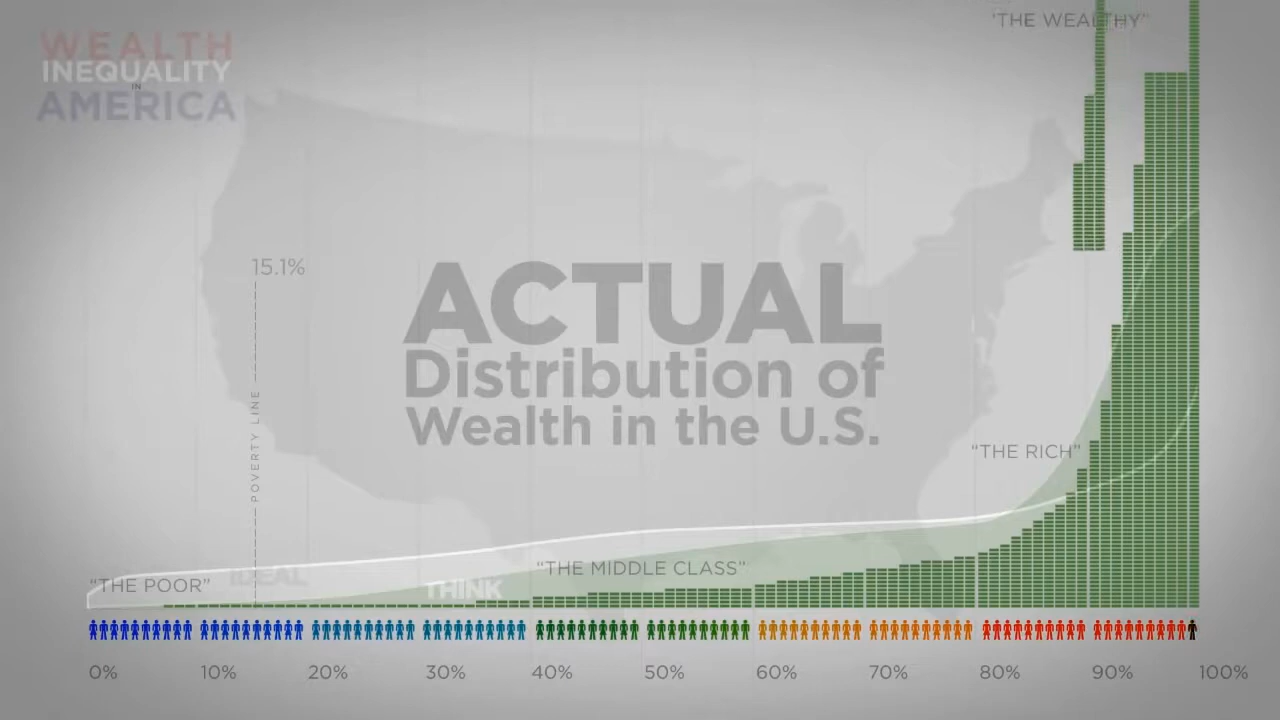 WEALTH
INEQUALITY
IN
AMERICA
'THE WEALTHY"
15.1%
POVERTY LINE
ACTUAL
Distribution of
Wealth in the U.S.
"THE RICH"
"THE MIDDLE CLASS"
"THE POOR"
IDEAL
THINK
0% 10% 20% 30% 40% 50% 60% 70% 80% 90% 100%